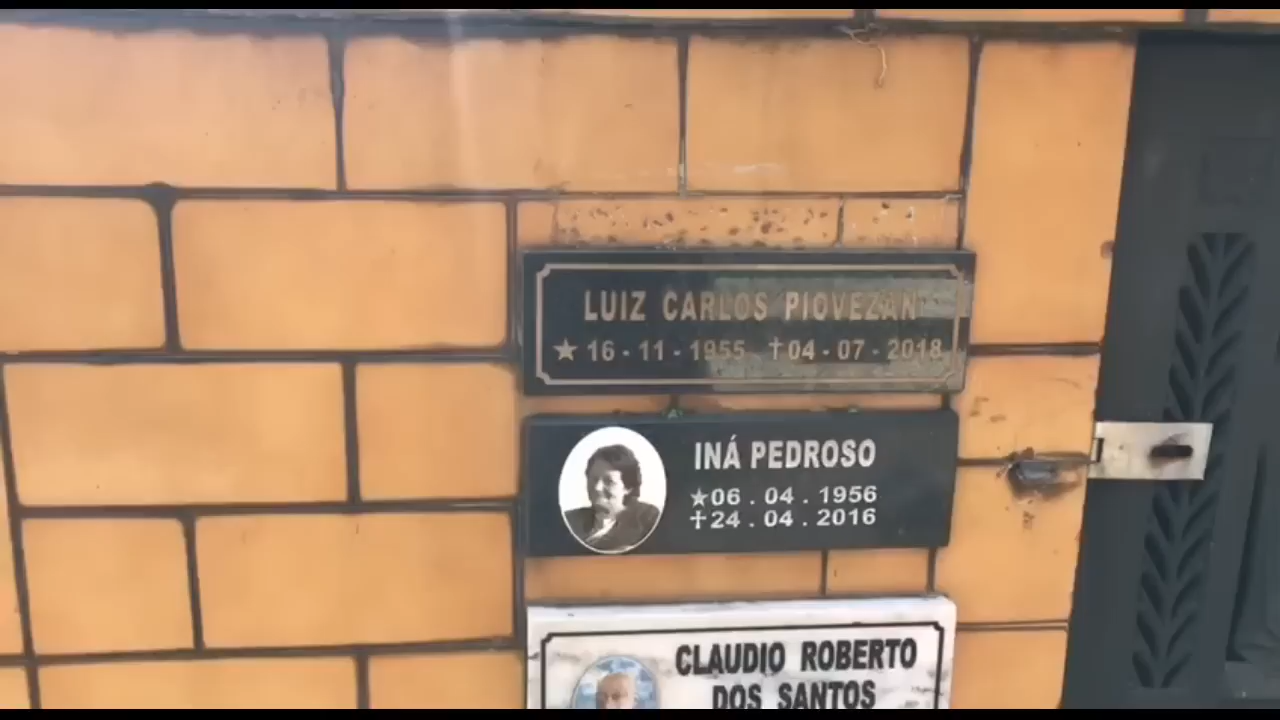 LUIZ CARLOS PIOVEZAN
★ 16 - 11 - 1955 ✝04 - 07 - 2018
INÁ PEDROSO
★06 . 04 . 1956
✝24 . 04 . 2016
CLAUDIO ROBERTO
DOS SANTOS